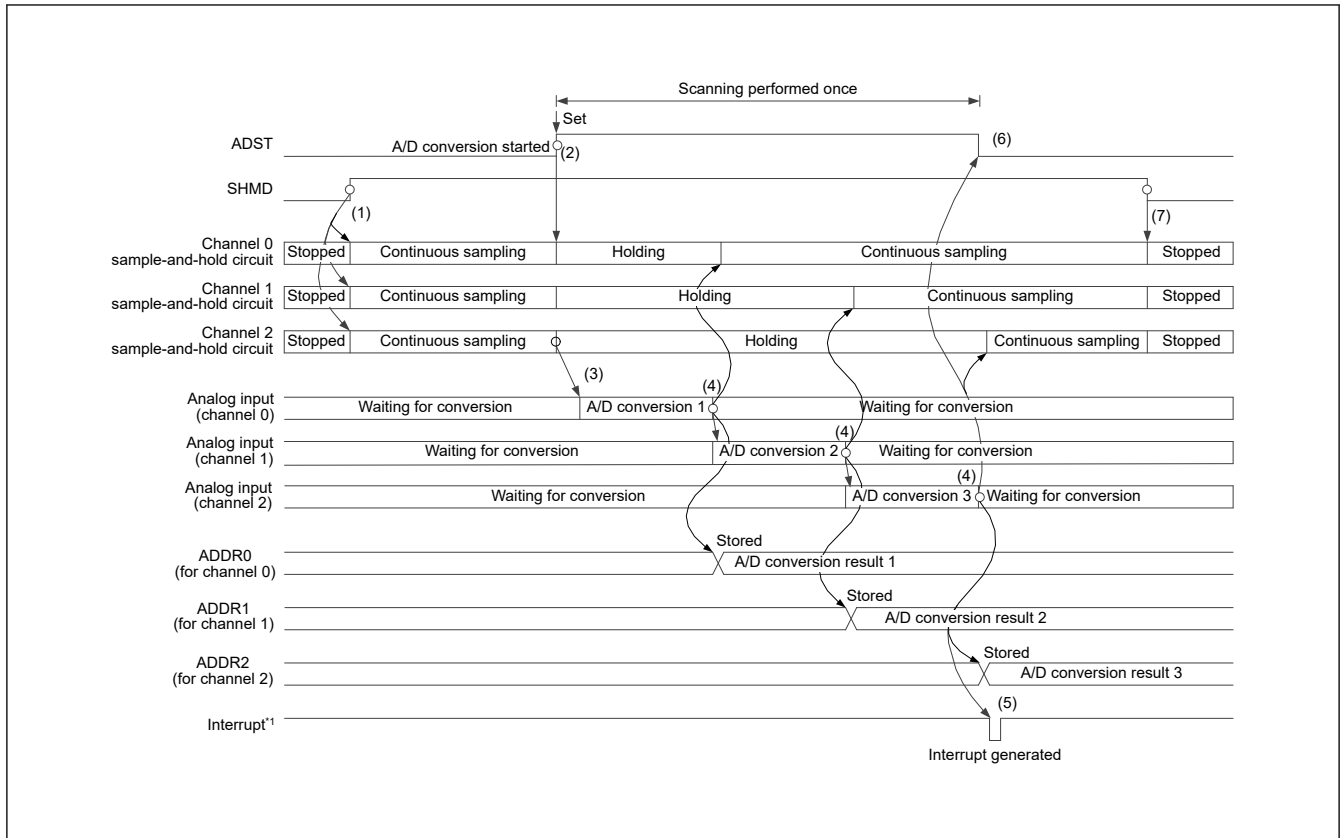 Scanning performed once
Set
ADST
A/D conversion started
(2)
(6)
SHMD
(1)
(7)
Channel 0
sample-and-hold circuit
Stopped
Continuous sampling
Holding
Continuous sampling
Stopped
Channel 1
sample-and-hold circuit
Stopped
Continuous sampling
Holding
Continuous sampling
Stopped
Channel 2
sample-and-hold circuit
Stopped
Continuous sampling
Holding
Continuous sampling
Stopped
(3)
(4)
Analog input
(channel 0)
Waiting for conversion
A/D conversion 1
Waiting for conversion
(4)
Analog input
(channel 1)
Waiting for conversion
A/D conversion 2
Waiting for conversion
(4)
Analog input
(channel 2)
Waiting for conversion
A/D conversion 3
Waiting for conversion
Stored
ADDR0
(for channel 0)
A/D conversion result 1
Stored
ADDR1
(for channel 1)
A/D conversion result 2
Stored
ADDR2
(for channel 2)
A/D conversion result 3
(5)
Interrupt*1
Interrupt generated